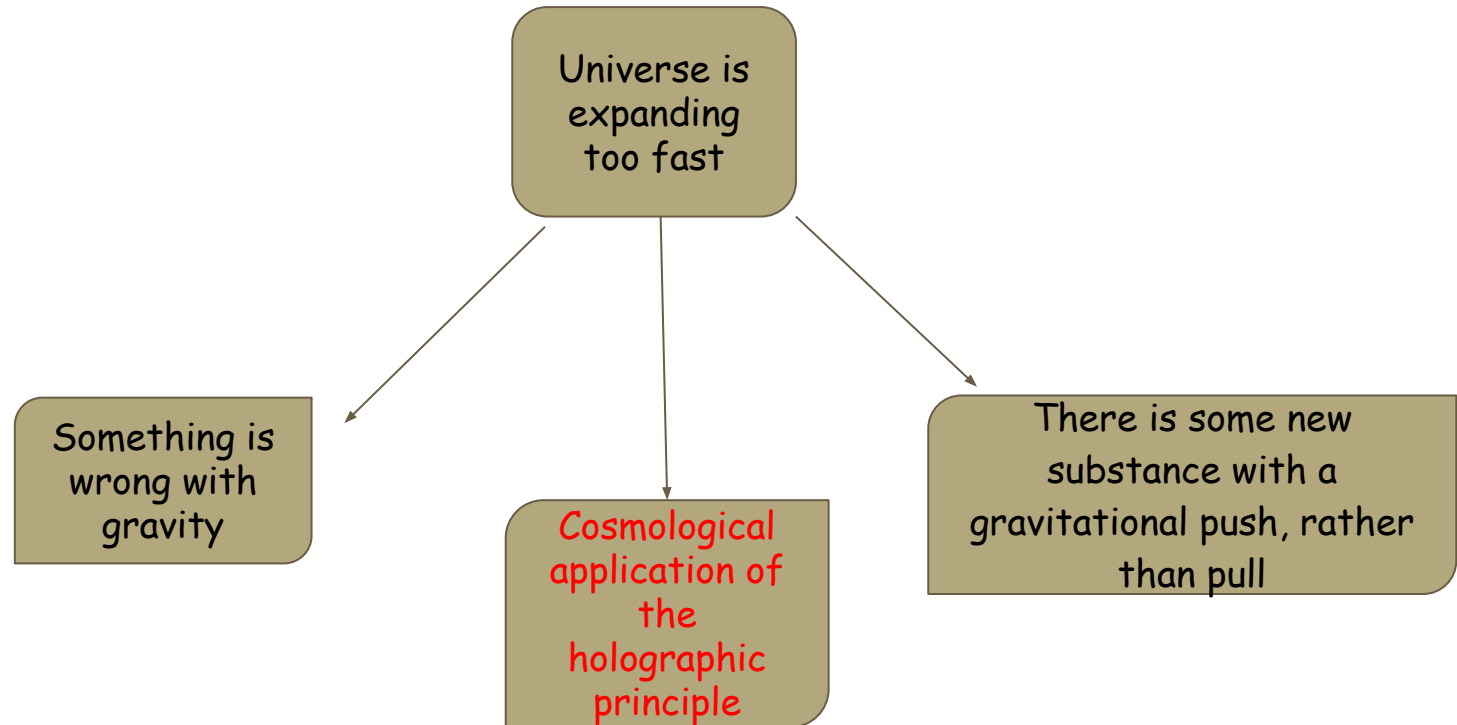 Universe is
expanding
too fast
Something is
wrong with
gravity
Cosmological
application of
the
holographic
principle
There is some new
substance with a
gravitational push, rather
than pull